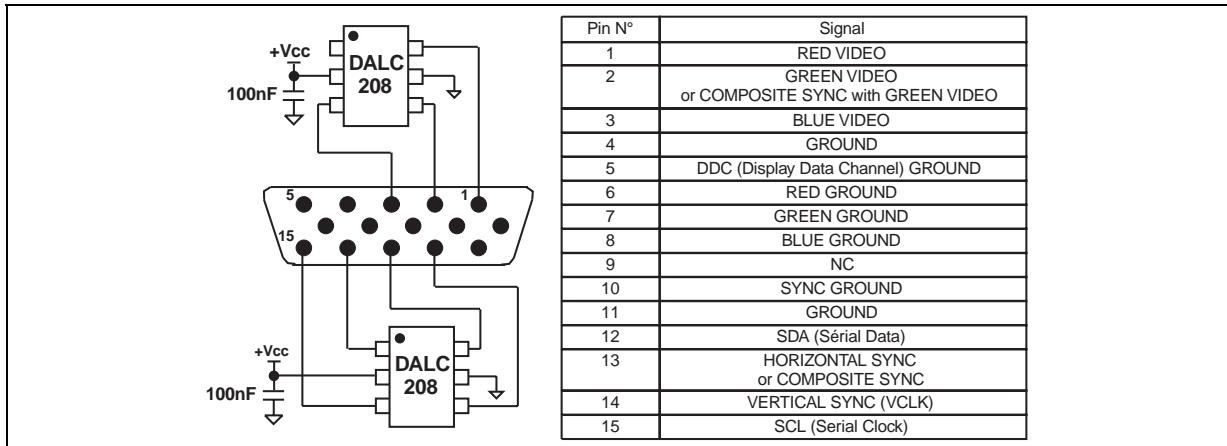 +Vcc
DALC
208
100nF
5
1
15
+Vcc
DALC
208
100nF
Pin N° Signal
1 RED VIDEO
2 GREEN VIDEO
or COMPOSITE SYNC with GREEN VIDEO
3 BLUE VIDEO
4 GROUND
5 DDC (Display Data Channel) GROUND
6 RED GROUND
7 GREEN GROUND
8 BLUE GROUND
9 NC
10 SYNC GROUND
11 GROUND
12 SDA (Sérial Data)
13 HORIZONTAL SYNC
or COMPOSITE SYNC
14 VERTICAL SYNC (VCLK)
15 SCL (Serial Clock)